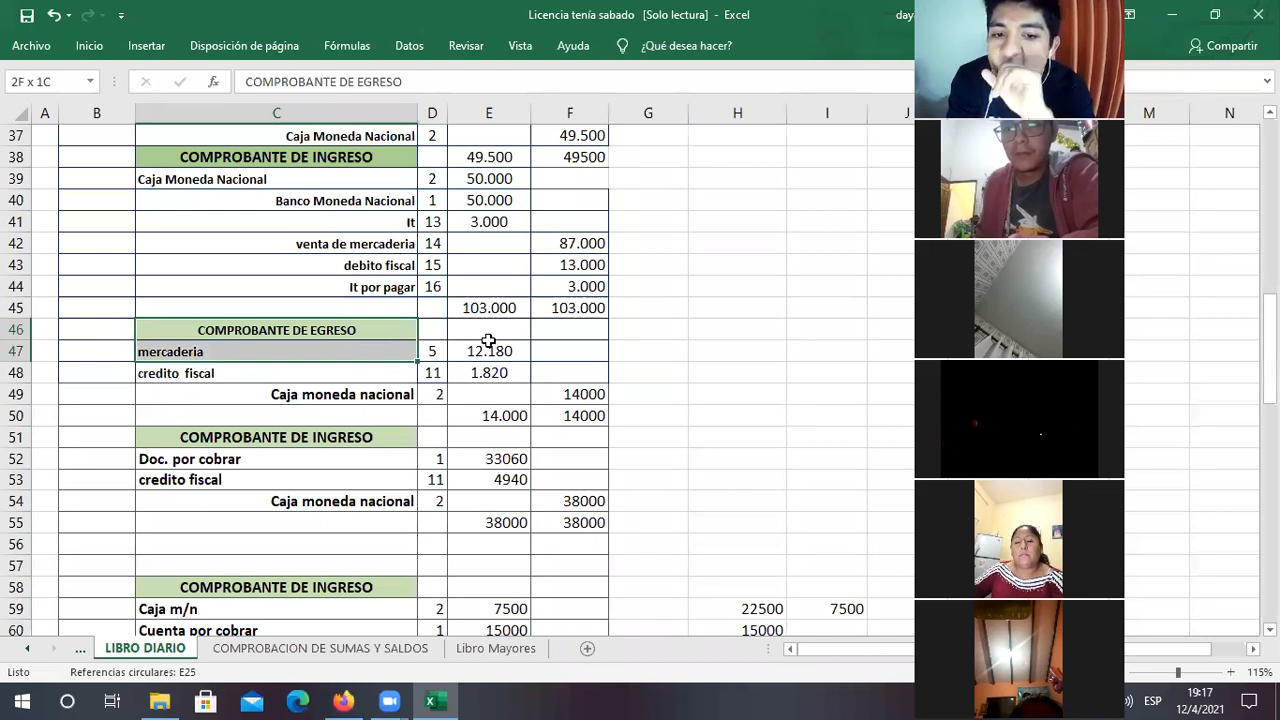 Licencia tenía sabado [Solo lectura] - Excel
day
Archivo Inicio Insertar Disposición de página Fórmulas Datos Revisar Vista Ayuda ¿Qué desea hacer? Compartir
2F x 1C fx COMPROBANTE DE EGRESO
A B C D E F G H I J M N
37 Caja Moneda Nacional 2 49.500
38 COMPROBANTE DE INGRESO 49.500 49500
39 Caja Moneda Nacional 2 50.000
40 Banco Moneda Nacional 1 50.000
41 It 13 3.000
42 venta de mercaderia 14 87.000
43 debito fiscal 15 13.000
44 It por pagar 16 3.000
45 103.000 103.000
46 COMPROBANTE DE EGRESO
47 mercaderia 5 12.180
48 credito fiscal 11 1.820
49 Caja moneda nacional 2 14000
50 14.000 14000
51 COMPROBANTE DE INGRESO
52 Doc. por cobrar 1 33060
53 credito fiscal 11 4940
54 Caja moneda nacional 2 38000
55 38000 38000
56
57
58 COMPROBANTE DE INGRESO
59 Caja m/n 2 7500 22500 7500
60 Cuenta por cobrar 1 15000 15000
... LIBRO DIARIO COMPROBACION DE SUMAS Y SALDOS Libro Mayores
Listo Referencias circulares: E25 115%
ESP 19:17
12/4/2021